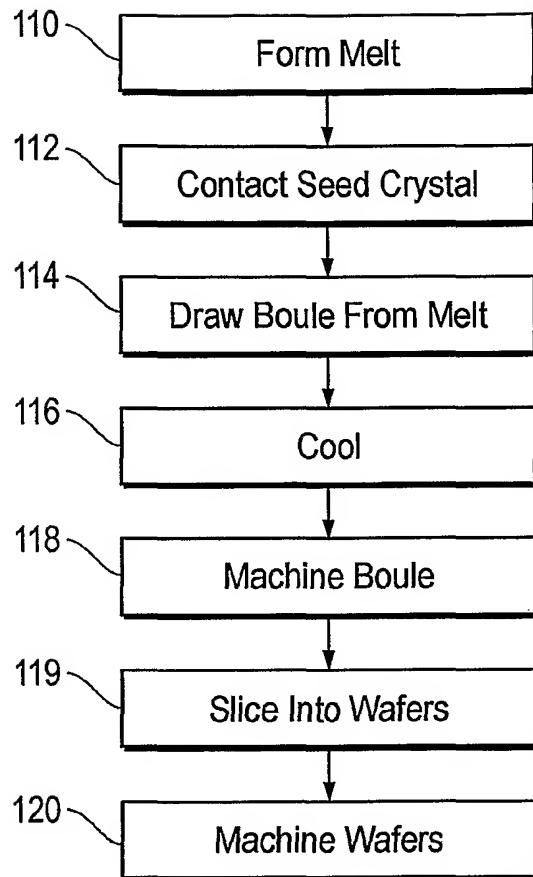 110
Form Melt
112
Contact Seed Crystal
114
Draw Boule From Melt
116
Cool
118
Machine Boule
119
Slice Into Wafers
120
Machine Wafers